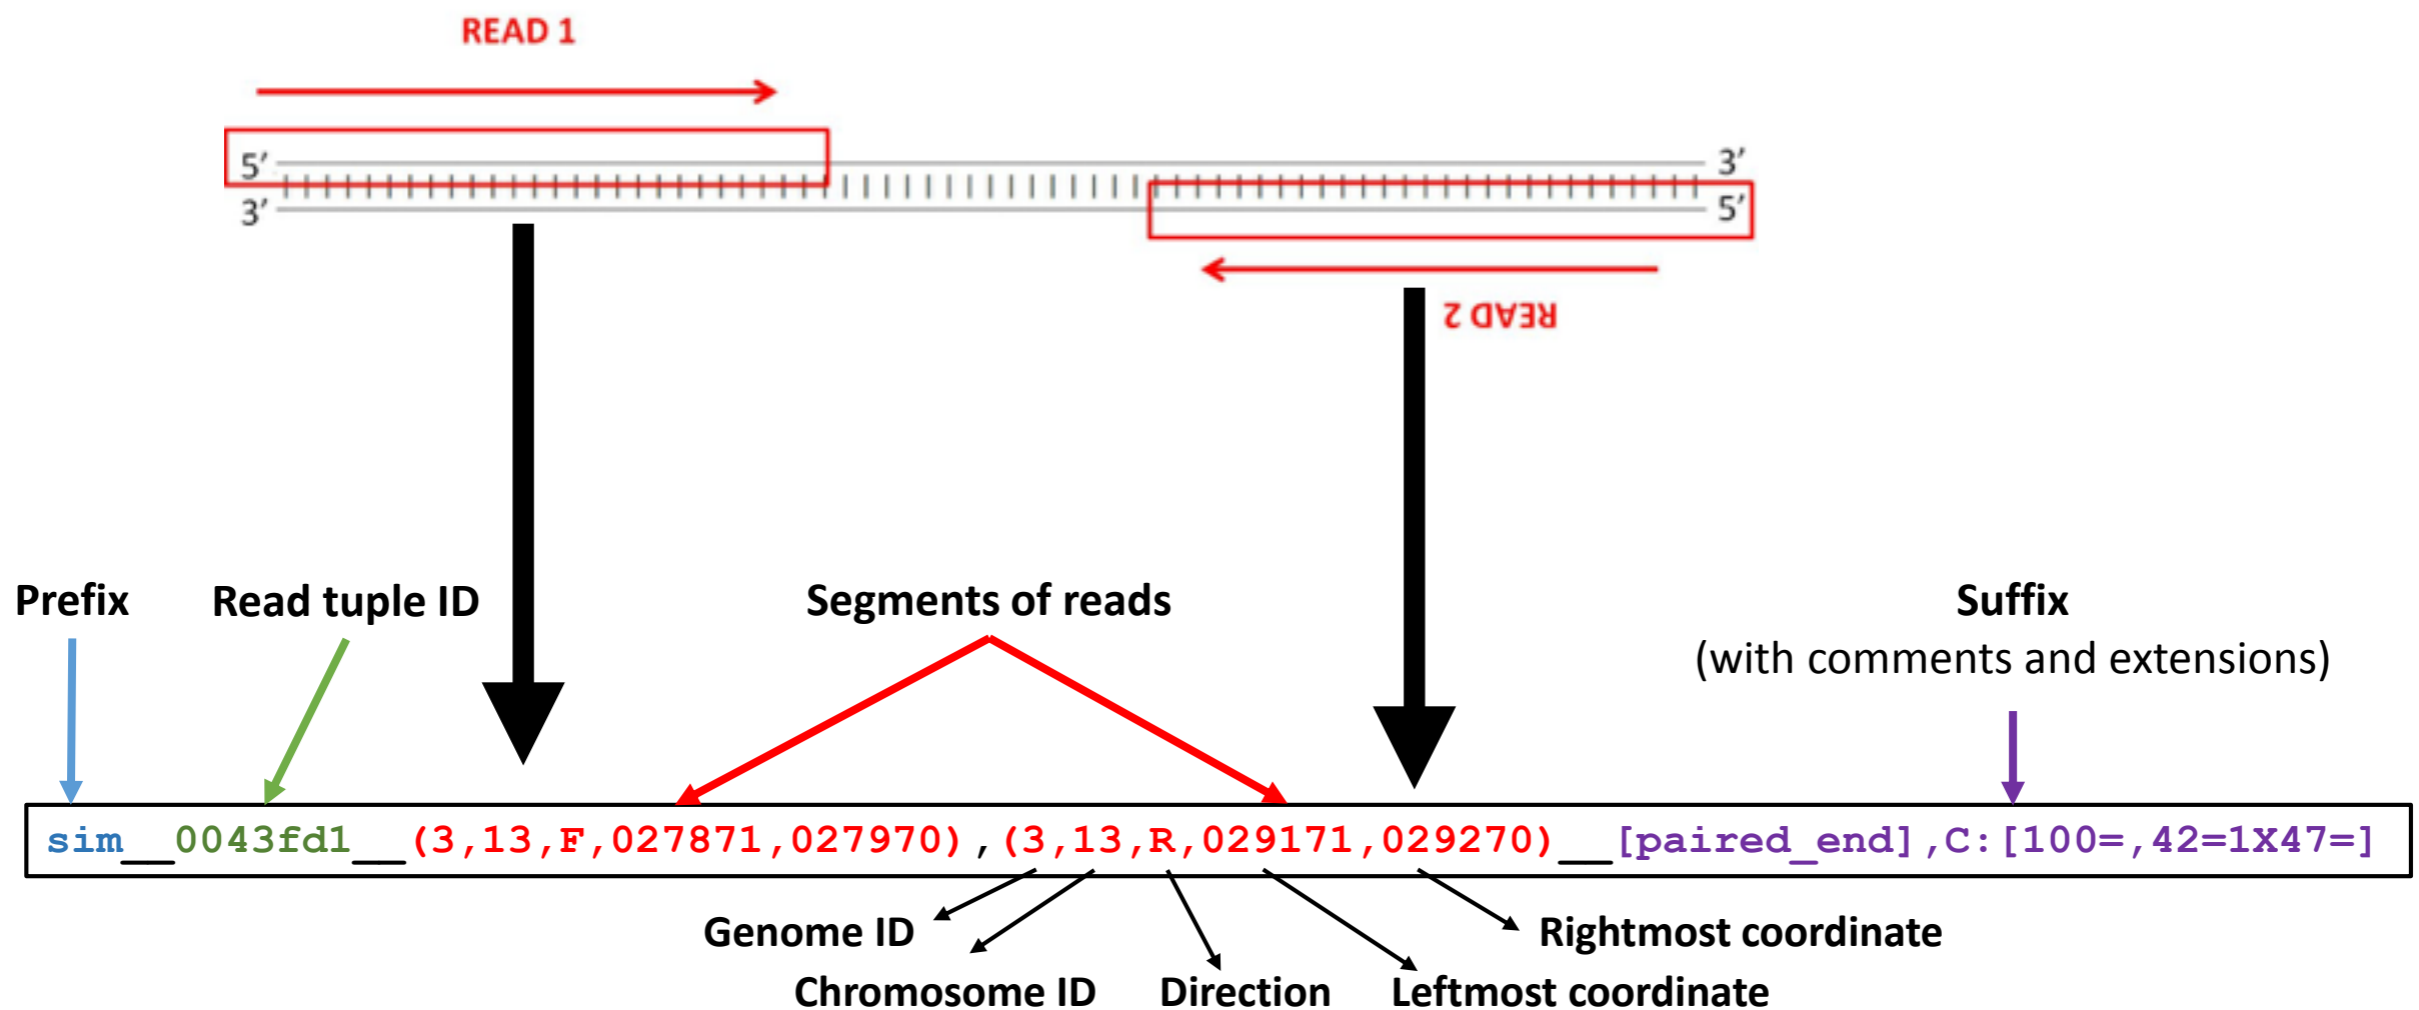 READ 1
5′ 3′
3′ 5′
READ 2
Prefix
Read tuple ID
Segments of reads
Suffix
(with comments and extensions)
sim__0043fd1__(3,13,F,027871,027970),(3,13,R,029171,029270)__[paired_end],C:[100=,42=1X47=]
Genome ID
Rightmost coordinate
Chromosome ID
Direction
Leftmost coordinate